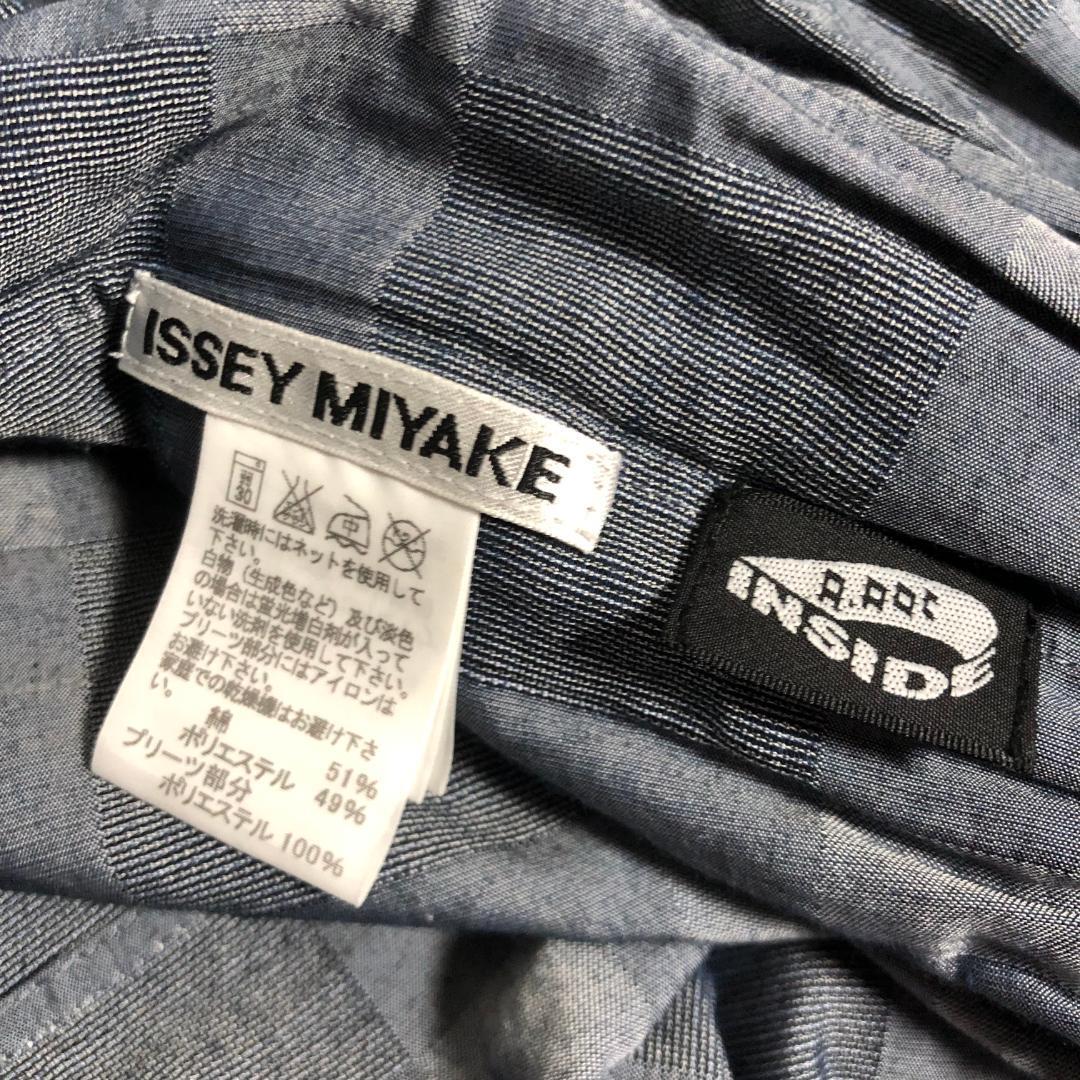 ISSEY MIYAKE
弱
30
中
洗濯時にはネットを使用して
下さい。
白物（生成色など）及び淡色
の場合は蛍光増白剤が入って
いない洗剤を使用して下さい。
プリーツ部分にはアイロンは
お避け下さい。
家庭での乾燥機はお避け下さ
い。
綿 51%
ポリエステル 49%
プリーツ部分
ポリエステル 100%
A.POC
INSIDE